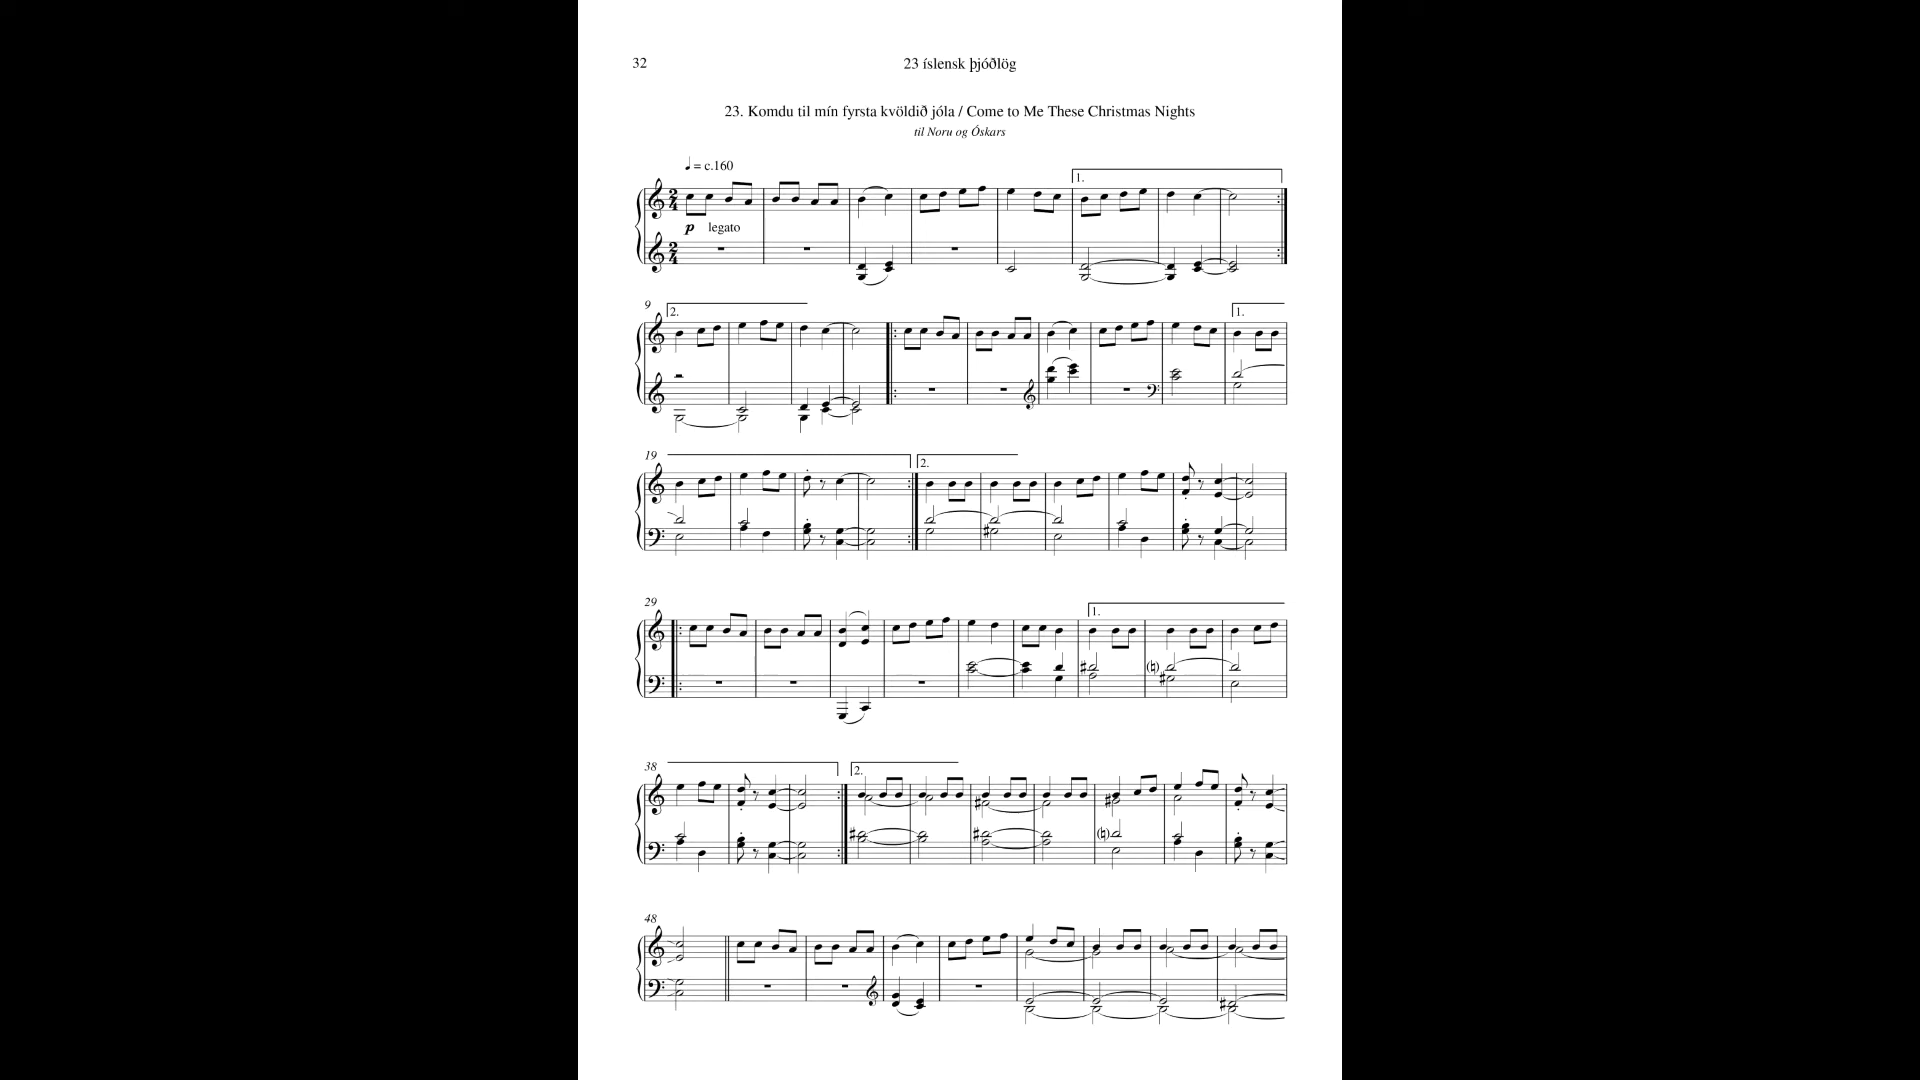 32
23 íslensk þjóðlög
23. Komdu til mín fyrsta kvöldið jóla / Come to Me These Christmas Nights
til Noru og Óskars
= c.160
1.
p legato
9
2.
1.
19
2.
29
1.
38
2.
48